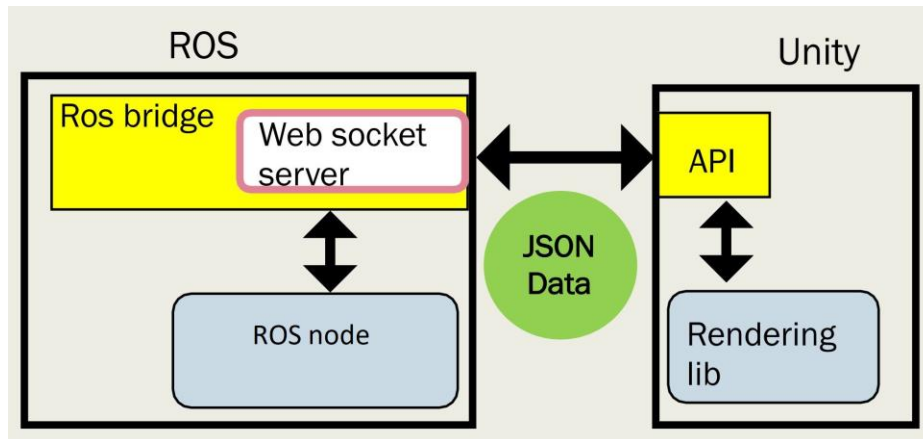 ROS
Unity
Ros bridge
Web socket
server
API
JSON
Data
ROS node
Rendering
lib